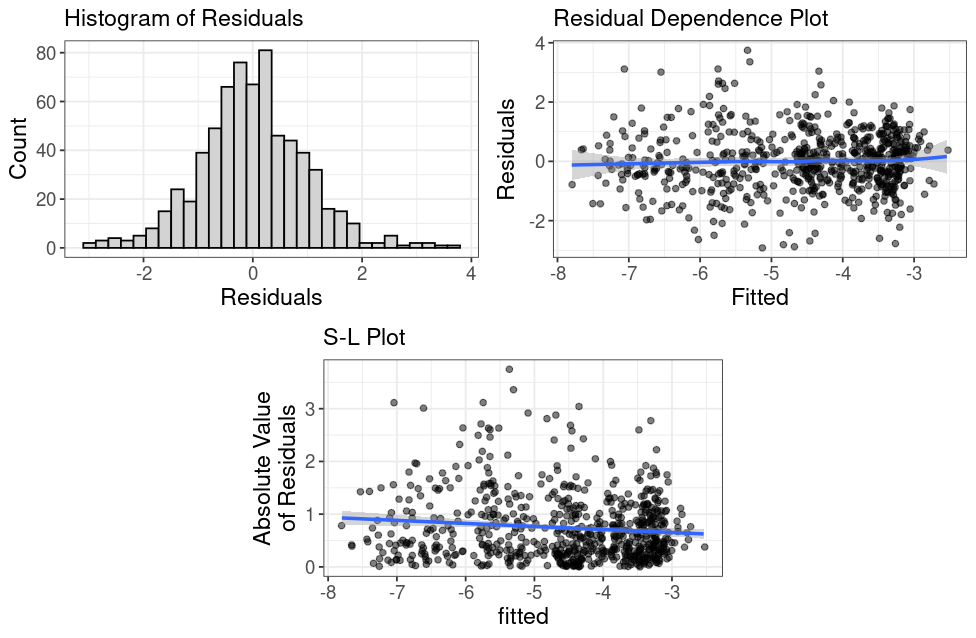 Histogram of Residuals
Count
80
60
40
20
0
-2
0
2
4
Residuals
Residual Dependence Plot
Residuals
4
2
0
-2
-8
-7
-6
-5
-4
-3
Fitted
S-L Plot
Absolute Value
of Residuals
3
2
1
0
-8
-7
-6
-5
-4
-3
fitted